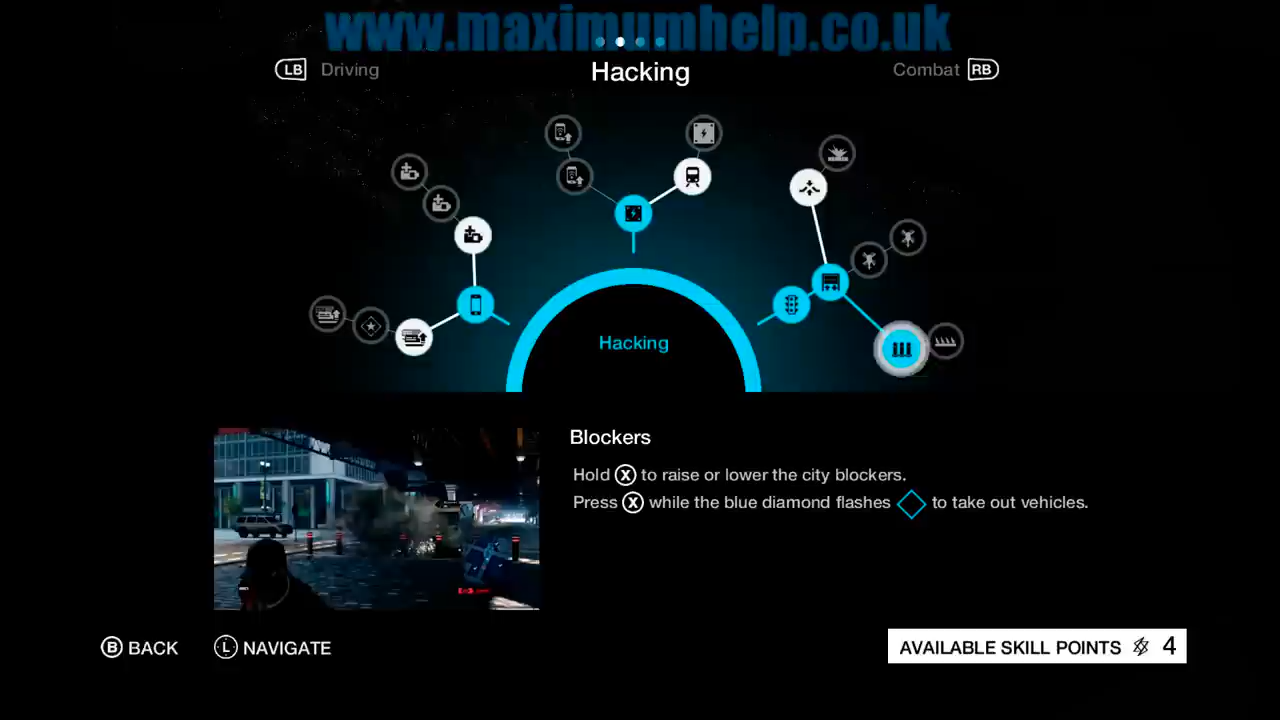 www.maximumhelp.co.uk
LB Driving
Hacking
Combat RB
Hacking
Blockers
Hold X to raise or lower the city blockers.
Press X while the blue diamond flashes to take out vehicles.
B BACK
L NAVIGATE
AVAILABLE SKILL POINTS 4